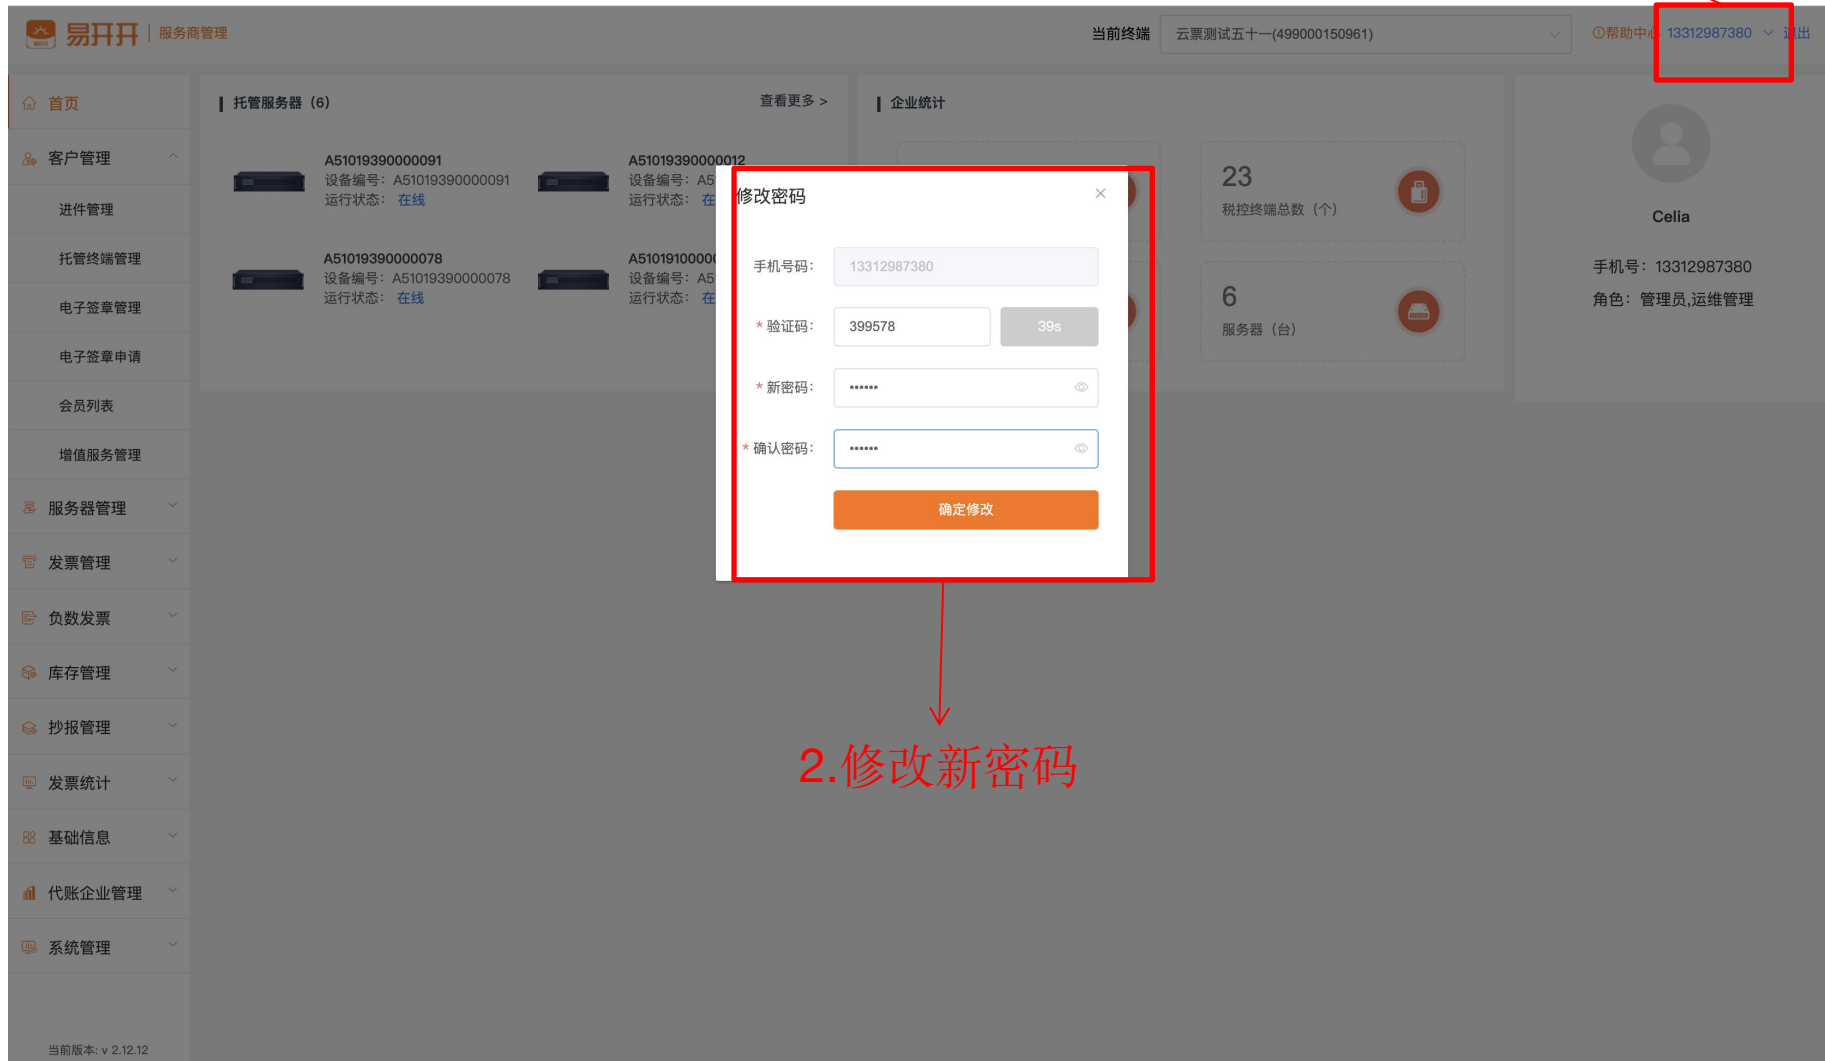 易开开 服务商管理
当前终端 云票测试五十一(499000150961)
帮助中心 13312987380 退出
首页
客户管理
进件管理
托管终端管理
电子签章管理
电子签章申请
会员列表
增值服务管理
服务器管理
发票管理
负数发票
库存管理
抄报管理
发票统计
基础信息
代账企业管理
系统管理
当前版本: v 2.12.12
托管服务器（6） 查看更多 >
A51019390000091
设备编号：A51019390000091
运行状态：在线
A51019390000012
设备编号：A5
运行状态：在
A51019390000078
设备编号：A51019390000078
运行状态：在线
A5101910000
设备编号：A5
运行状态：在
企业统计
23
税控终端总数（个）
6
服务器（台）
Celia
手机号：13312987380
角色：管理员,运维管理
修改密码
手机号码： 13312987380
* 验证码： 399578 39s
* 新密码： ••••••
* 确认密码： ••••••
确定修改
2.修改新密码